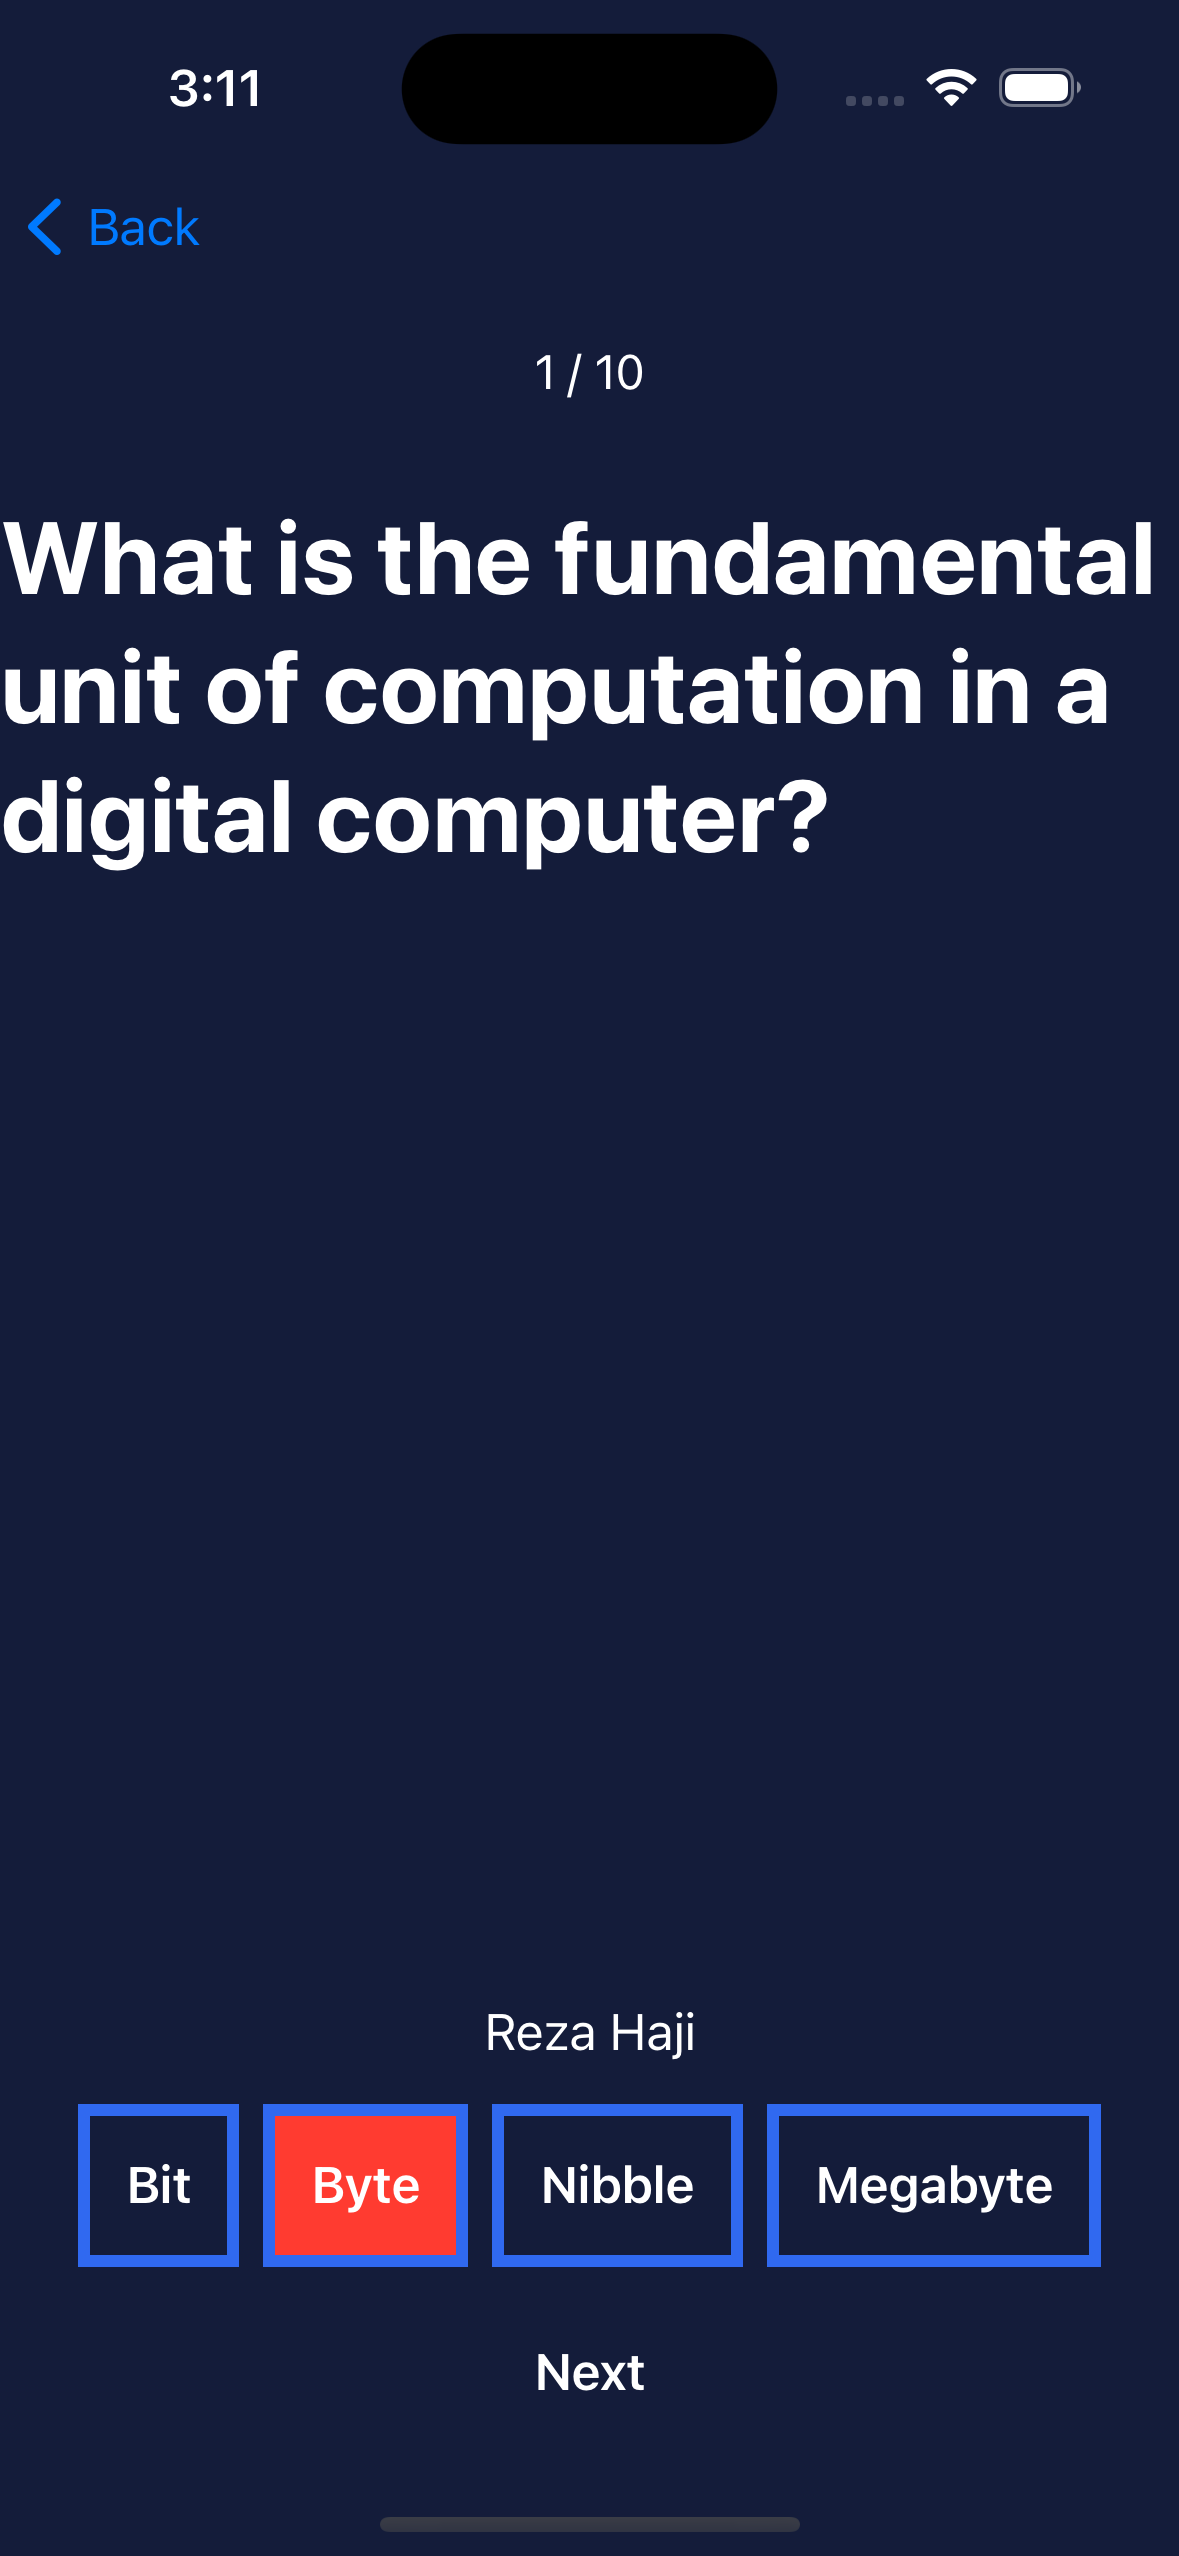 3:11
Back
1 / 10
What is the fundamental
unit of computation in a
digital computer?
Reza Haji
Bit Byte Nibble Megabyte
Next